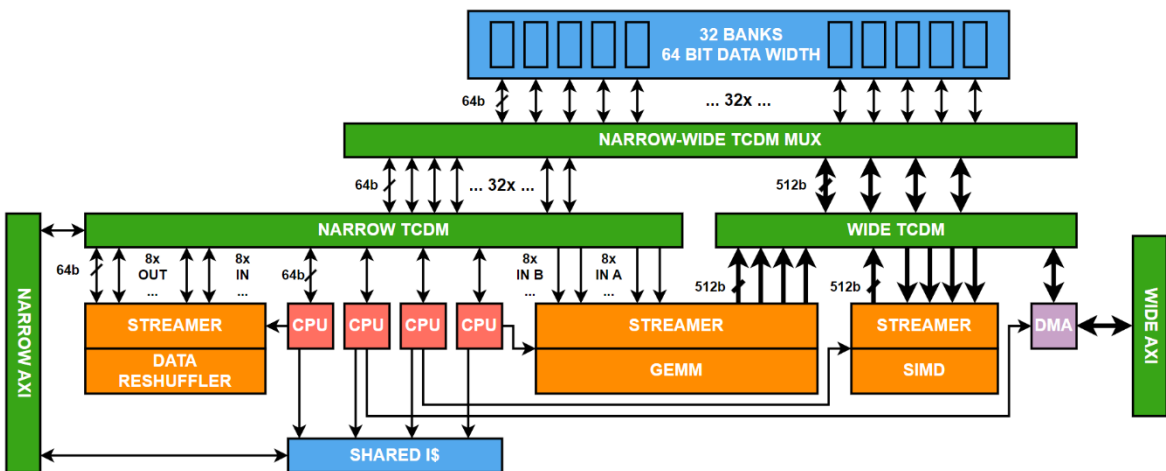 32 BANKS
64 BIT DATA WIDTH
64b
... 32x ...
NARROW-WIDE TCDM MUX
64b
... 32x ...
512b
NARROW TCDM
WIDE TCDM
64b
8x
OUT
...
8x
IN
...
64b
8x
IN B
...
8x
IN A
...
512b
512b
NARROW AXI
WIDE AXI
STREAMER
CPU
CPU
CPU
CPU
STREAMER
STREAMER
DMA
DATA
RESHUFFLER
GEMM
SIMD
SHARED I$